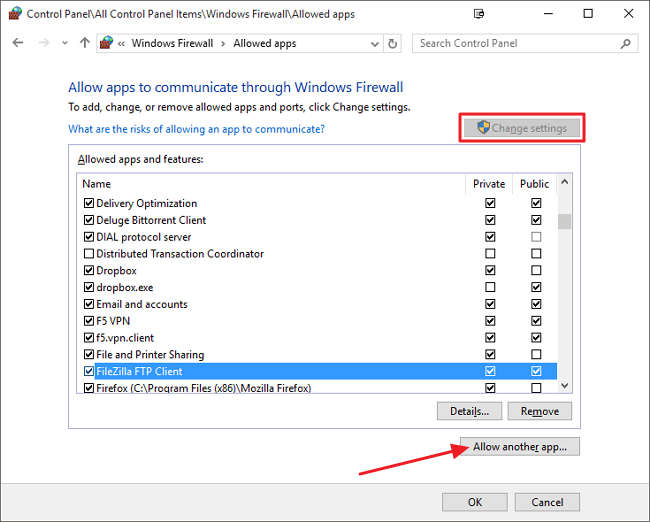 Control Panel\All Control Panel Items\Windows Firewall\Allowed apps
Windows Firewall
Allowed apps
Search Control Panel
Allow apps to communicate through Windows Firewall
To add, change, or remove allowed apps and ports, click Change settings.
What are the risks of allowing an app to communicate?
Change settings
Allowed apps and features:
Name Private Public
Delivery Optimization
Deluge Bittorrent Client
DIAL protocol server
Distributed Transaction Coordinator
Dropbox
dropbox.exe
Email and accounts
F5 VPN
f5.vpn.client
File and Printer Sharing
FileZilla FTP Client
Firefox (C:\Program Files (x86)\Mozilla Firefox)
Details... Remove
Allow another app...
OK Cancel